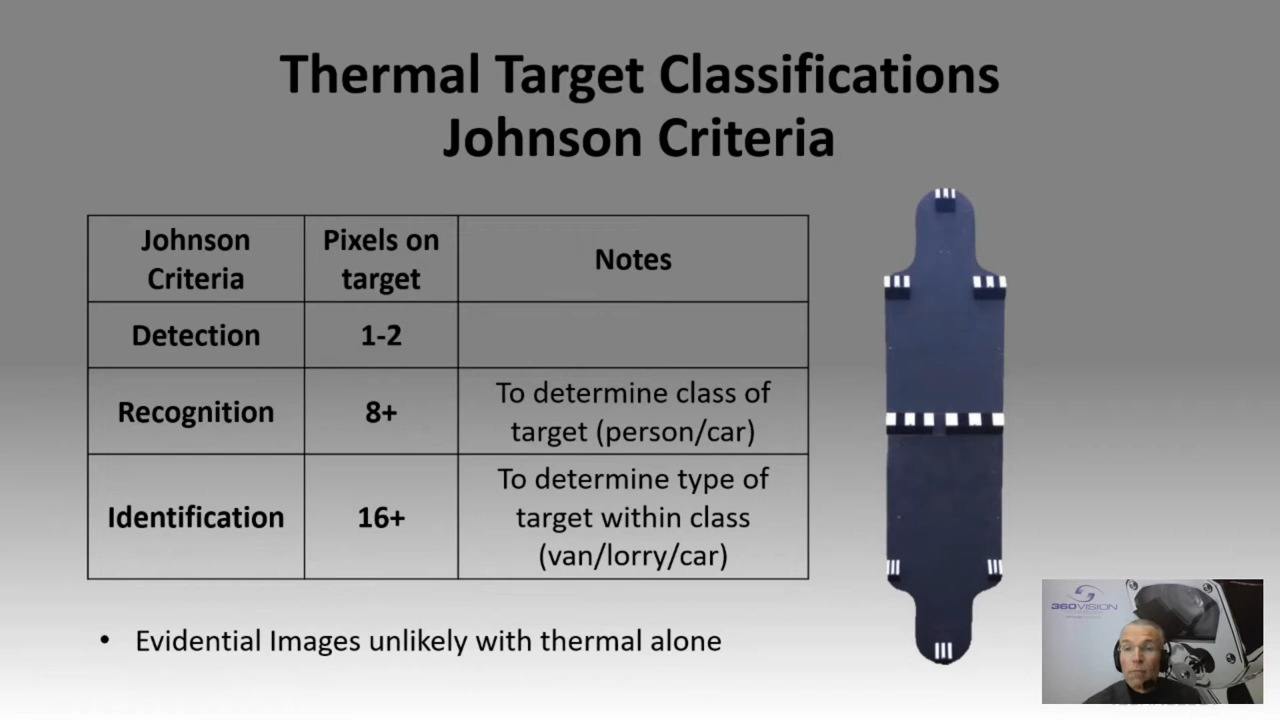 Thermal Target Classifications
Johnson Criteria
Johnson
Criteria
Pixels on
target
Notes
Detection
1-2
Recognition
8+
To determine class of
target (person/car)
Identification
16+
To determine type of
target within class
(van/lorry/car)
• Evidential Images unlikely with thermal alone
360VISION